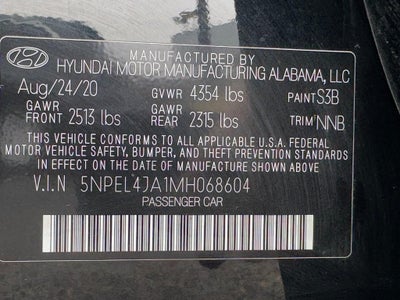 MANUFACTURED BY
HYUNDAI MOTOR MANUFACTURING ALABAMA, LLC
Aug/24/20 GVWR 4354 lbs PAINT S3B
GAWR FRONT 2513 lbs GAWR REAR 2315 lbs TRIM NNB
THIS VEHICLE CONFORMS TO ALL APPLICABLE U.S.A. FEDERAL
MOTOR VEHICLE SAFETY, BUMPER, AND THEFT PREVENTION STANDARDS
IN EFFECT ON THE DATE OF MANUFACTURE SHOWN ABOVE.
V.I.N 5NPEL4JA1MH068604
PASSENGER CAR